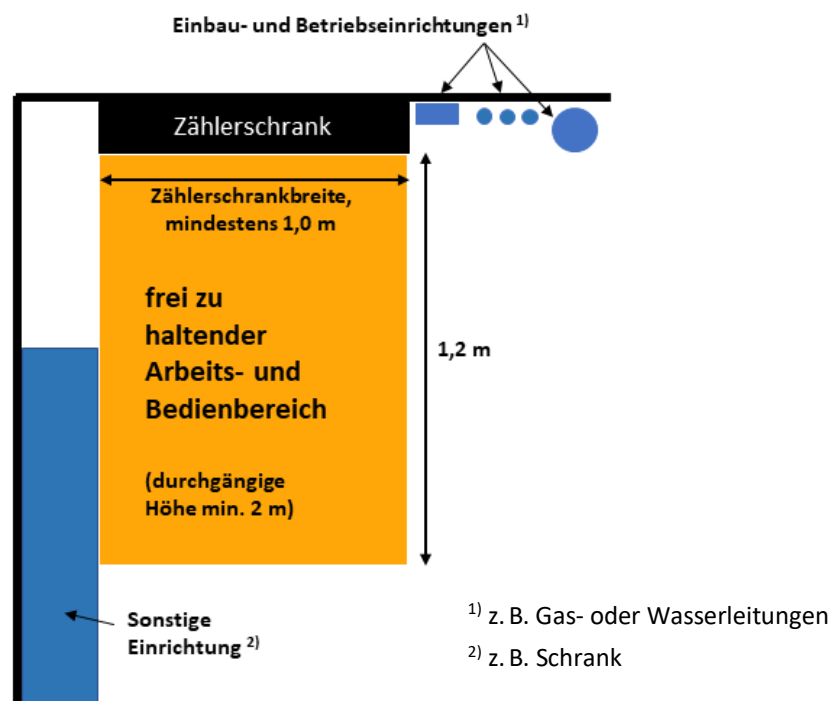 Einbau- und Betriebseinrichtungen 1)
Zählerschrank
Zählerschrankbreite,
mindestens 1,0 m
frei zu
haltender
Arbeits- und
Bedienbereich
1,2 m
(durchgängige
Höhe min. 2 m)
Sonstige
Einrichtung 2)
1) z. B. Gas- oder Wasserleitungen
2) z. B. Schrank